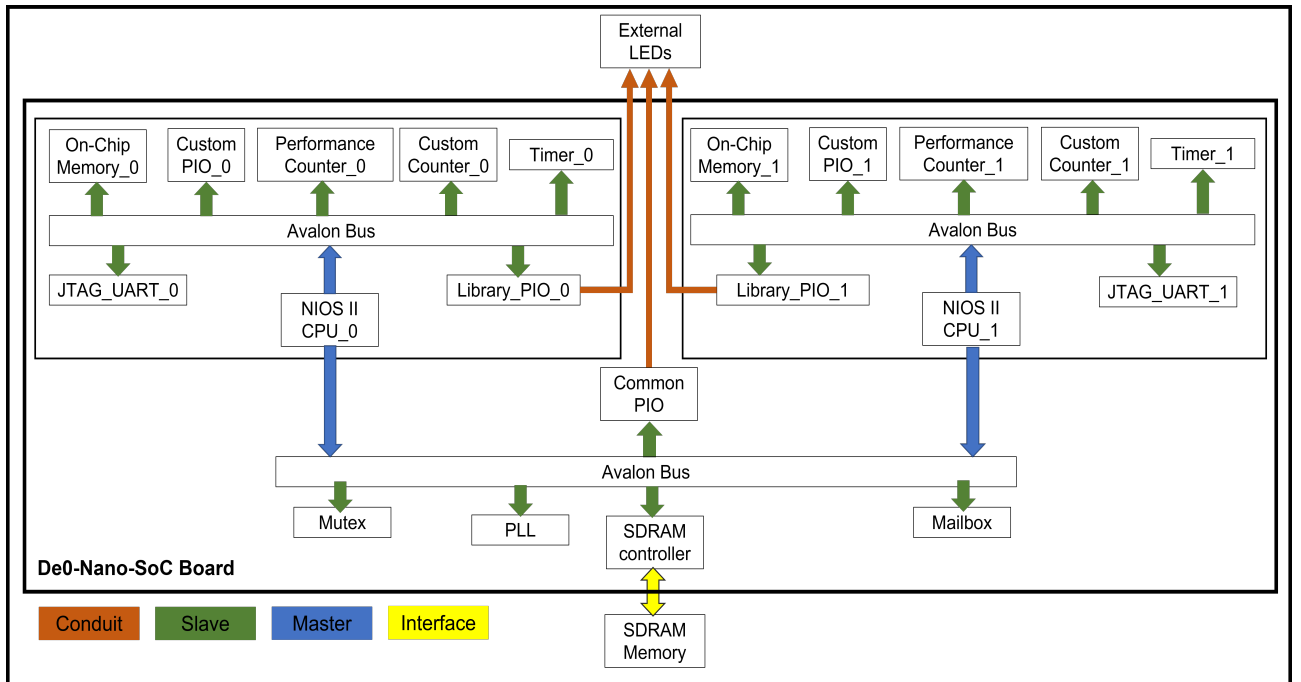 External
LEDs
On-Chip
Memory_0
Custom
PIO_0
Performance
Counter_0
Custom
Counter_0
Timer_0
Avalon Bus
JTAG_UART_0
Library_PIO_0
NIOS II
CPU_0
On-Chip
Memory_1
Custom
PIO_1
Performance
Counter_1
Custom
Counter_1
Timer_1
Avalon Bus
Library_PIO_1
JTAG_UART_1
NIOS II
CPU_1
Common
PIO
Avalon Bus
Mutex
PLL
SDRAM
controller
Mailbox
De0-Nano-SoC Board
Conduit
Slave
Master
Interface
SDRAM
Memory